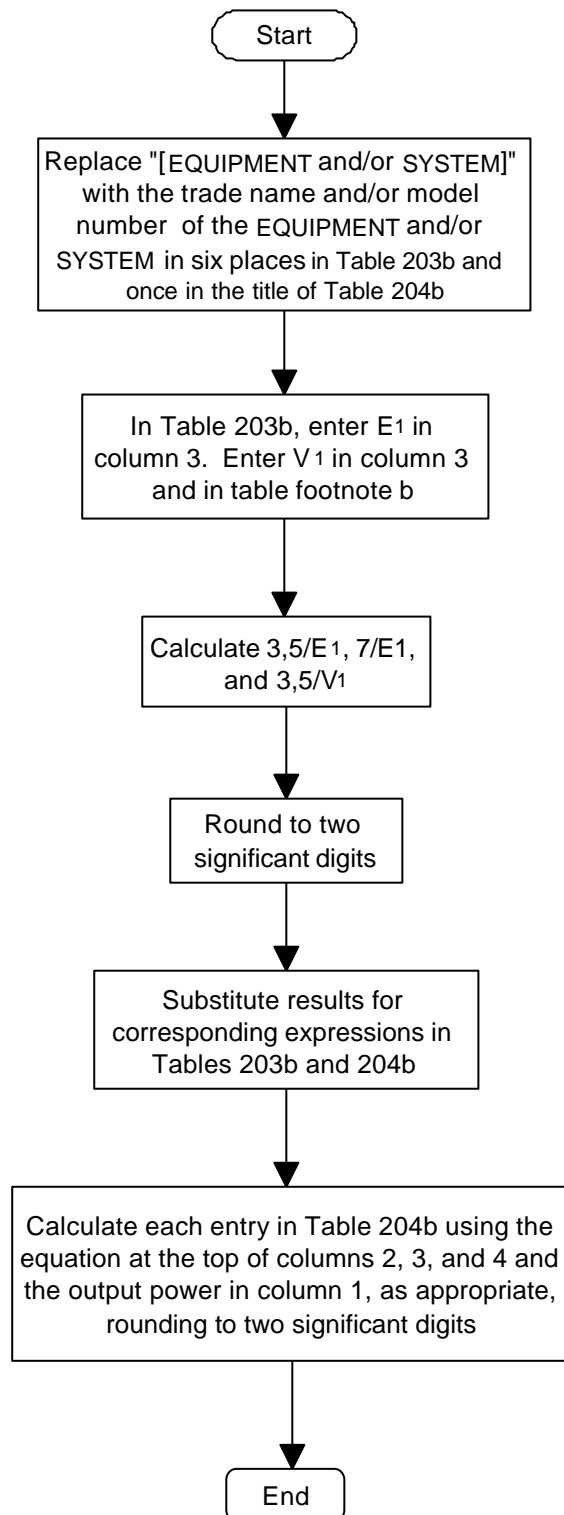 Start
Replace "[EQUIPMENT and/or SYSTEM]"
with the trade name and/or model
number of the EQUIPMENT and/or
SYSTEM in six places in Table 203b and
once in the title of Table 204b
In Table 203b, enter E1 in
column 3. Enter V1 in column 3
and in table footnote b
Calculate 3,5/E1, 7/E1,
and 3,5/V1
Round to two
significant digits
Substitute results for
corresponding expressions in
Tables 203b and 204b
Calculate each entry in Table 204b using the
equation at the top of columns 2, 3, and 4 and
the output power in column 1, as appropriate,
rounding to two significant digits
End